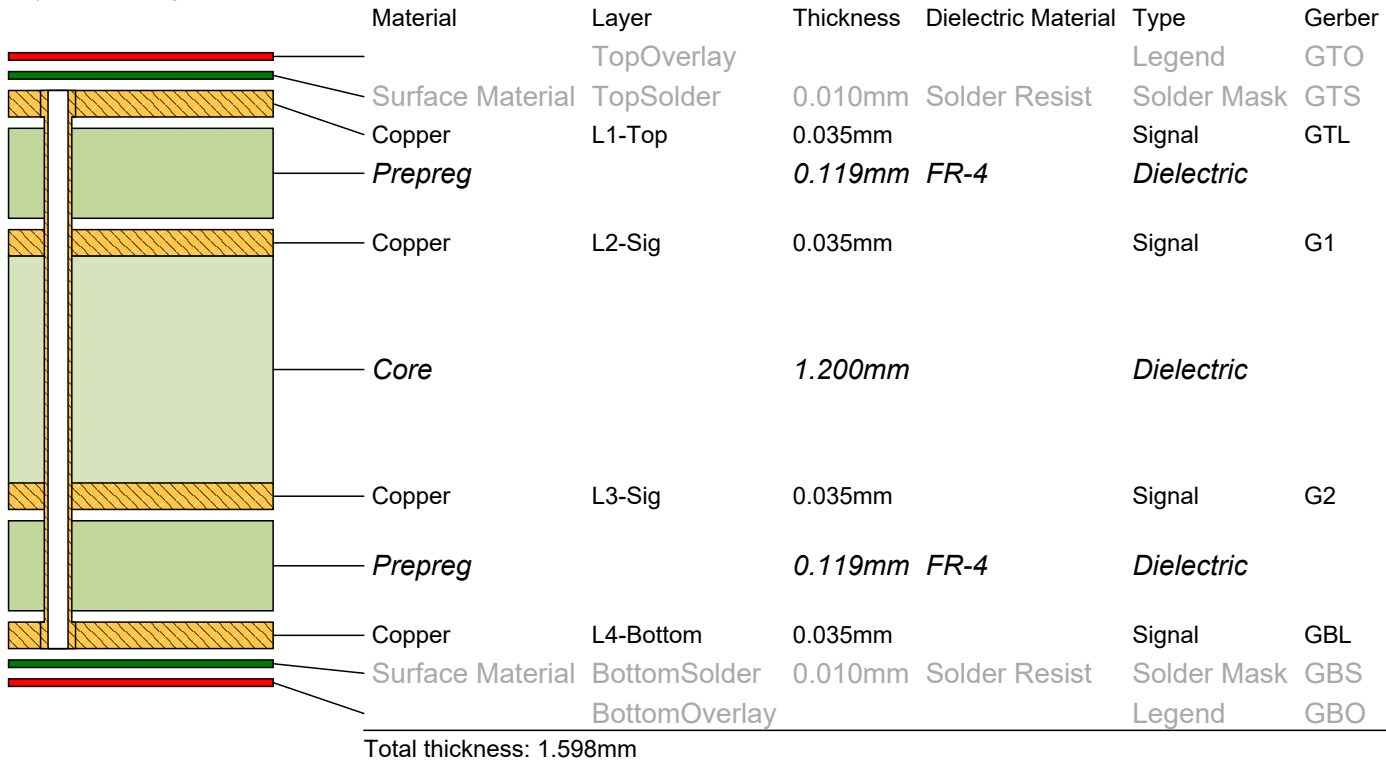 Material Layer Thickness Dielectric Material Type Gerber
TopOverlay Legend GTO
Surface Material TopSolder 0.010mm Solder Resist Solder Mask GTS
Copper L1-Top 0.035mm Signal GTL
Prepreg 0.119mm FR-4 Dielectric
Copper L2-Sig 0.035mm Signal G1
Core 1.200mm Dielectric
Copper L3-Sig 0.035mm Signal G2
Prepreg 0.119mm FR-4 Dielectric
Copper L4-Bottom 0.035mm Signal GBL
Surface Material BottomSolder 0.010mm Solder Resist Solder Mask GBS
BottomOverlay Legend GBO
Total thickness: 1.598mm